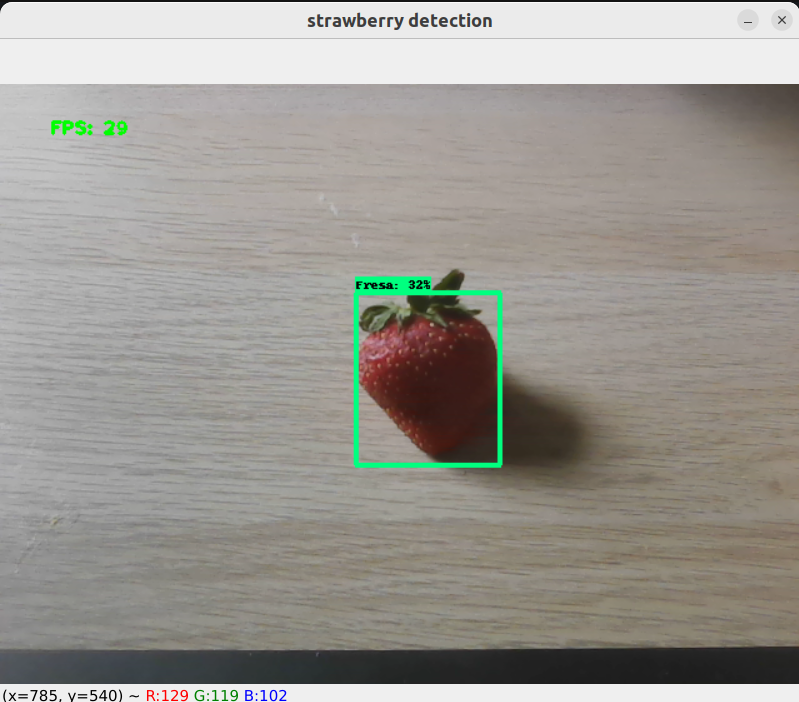 strawberry detection
FPS: 29
Fresa: 32%
(x=785, y=540) ~ R:129 G:119 B:102